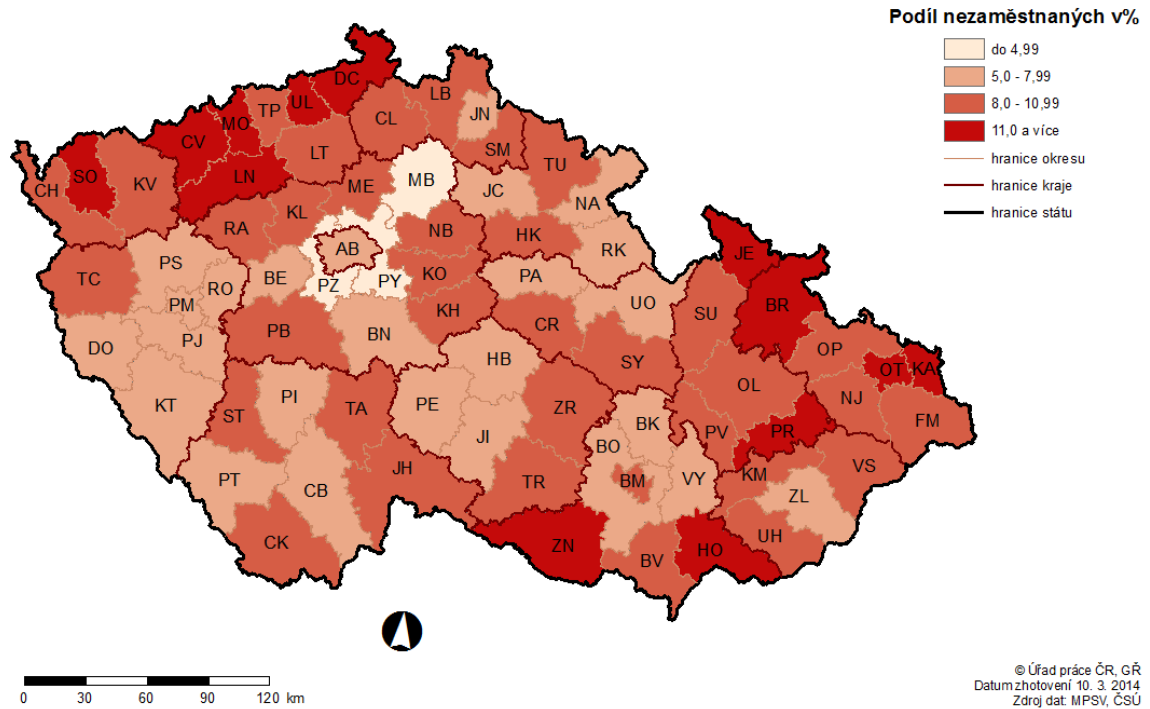 Podíl nezaměstnaných v%
do 4,99
5,0 - 7,99
8,0 - 10,99
11,0 a více
hranice okresu
hranice kraje
hranice státu
DC
LB
UL
TP
JN
MO
CL
CV
LT
SM
TU
SO
LN
ME
MB
CH
KV
JC
NA
KL
RA
NB
HK
AB
RK
JE
PS
KO
TC
BE
PA
RO
PZ
PY
PM
UO
BR
KH
SU
PB
CR
BN
PJ
DO
OP
HB
SY
OT
KA
OL
PI
NJ
KT
PE
TA
ZR
ST
FM
BK
PV
PR
JI
BO
VS
JH
KM
PT
VY
TR
BM
CB
ZL
UH
CK
ZN
HO
BV
0 30 60 90 120 km
© Úřad práce ČR, GŘ
Datum zhotovení 10. 3. 2014
Zdroj dat: MPSV, ČSÚ